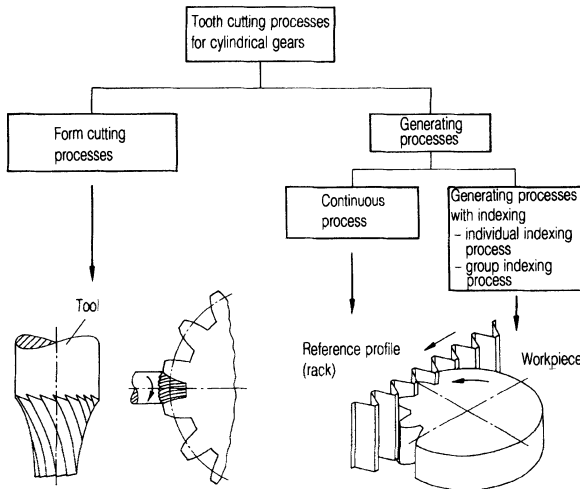 Tooth cutting processes
for cylindrical gears
Form cutting
processes
Generating
processes
Continuous
process
Generating processes
with indexing
– individual indexing
process
– group indexing
process
Tool
Reference profile
(rack)
Workpiece